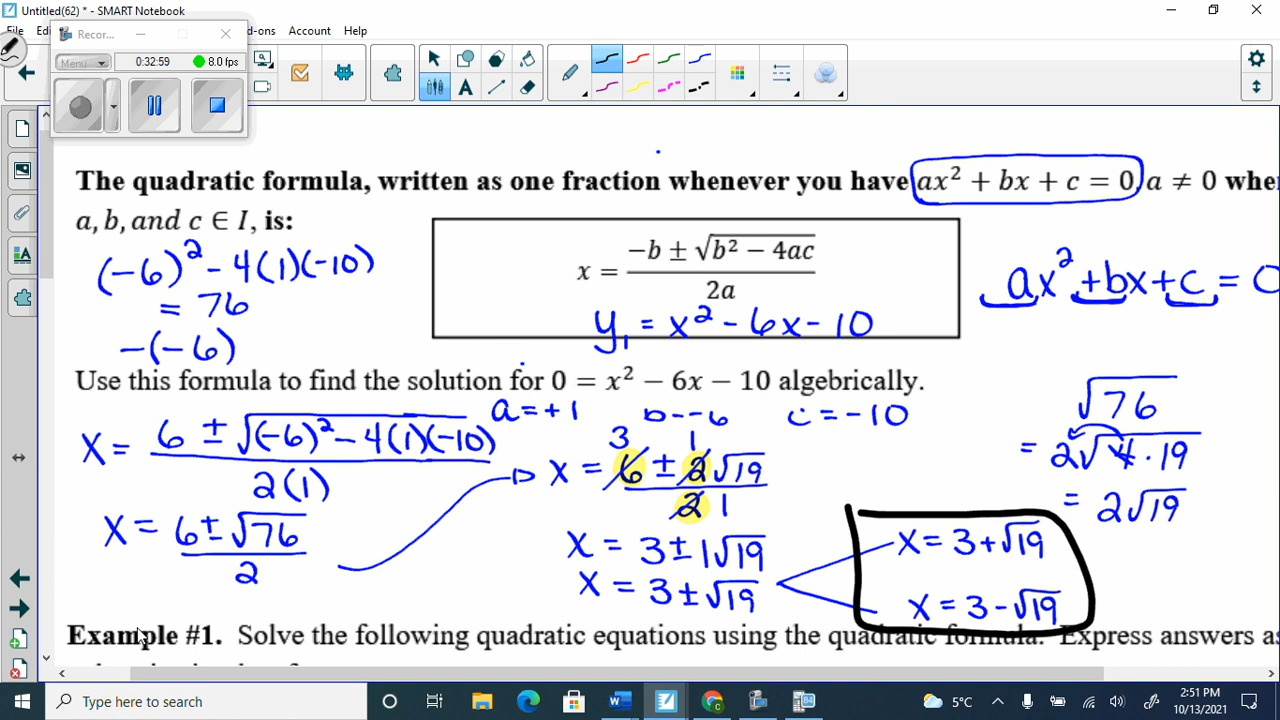 Untitled(62) * - SMART Notebook
File
Ed
d-ons
Account
Help
Recor...
Menu
0:32:59
8.0 fps
The quadratic formula, written as one fraction whenever you have ax² + bx + c = 0, a ≠ 0 whe
a, b, and c ∈ I, is:
x = (-b ± √(b² − 4ac)) / 2a
(-6)² - 4(1)(-10)
= 76
-(-6)
y₁ = x² - 6x - 10
ax² + bx + c = 0
Use this formula to find the solution for 0 = x² − 6x − 10 algebrically.
a = +1 b = -6 c = -10
x = (6 ± √((-6)² - 4(1)(-10))) / 2(1)
x = (6 ± √76) / 2
3 1
x = (6 ± 2√19) / 2 1
x = 3 ± 1√19
x = 3 ± √19
√76
= 2√4·19
= 2√19
x = 3 + √19
x = 3 - √19
Example #1. Solve the following quadratic equations using the quadratic formula. Express answers as
Type here to search
5°C
2:51 PM
10/13/2021